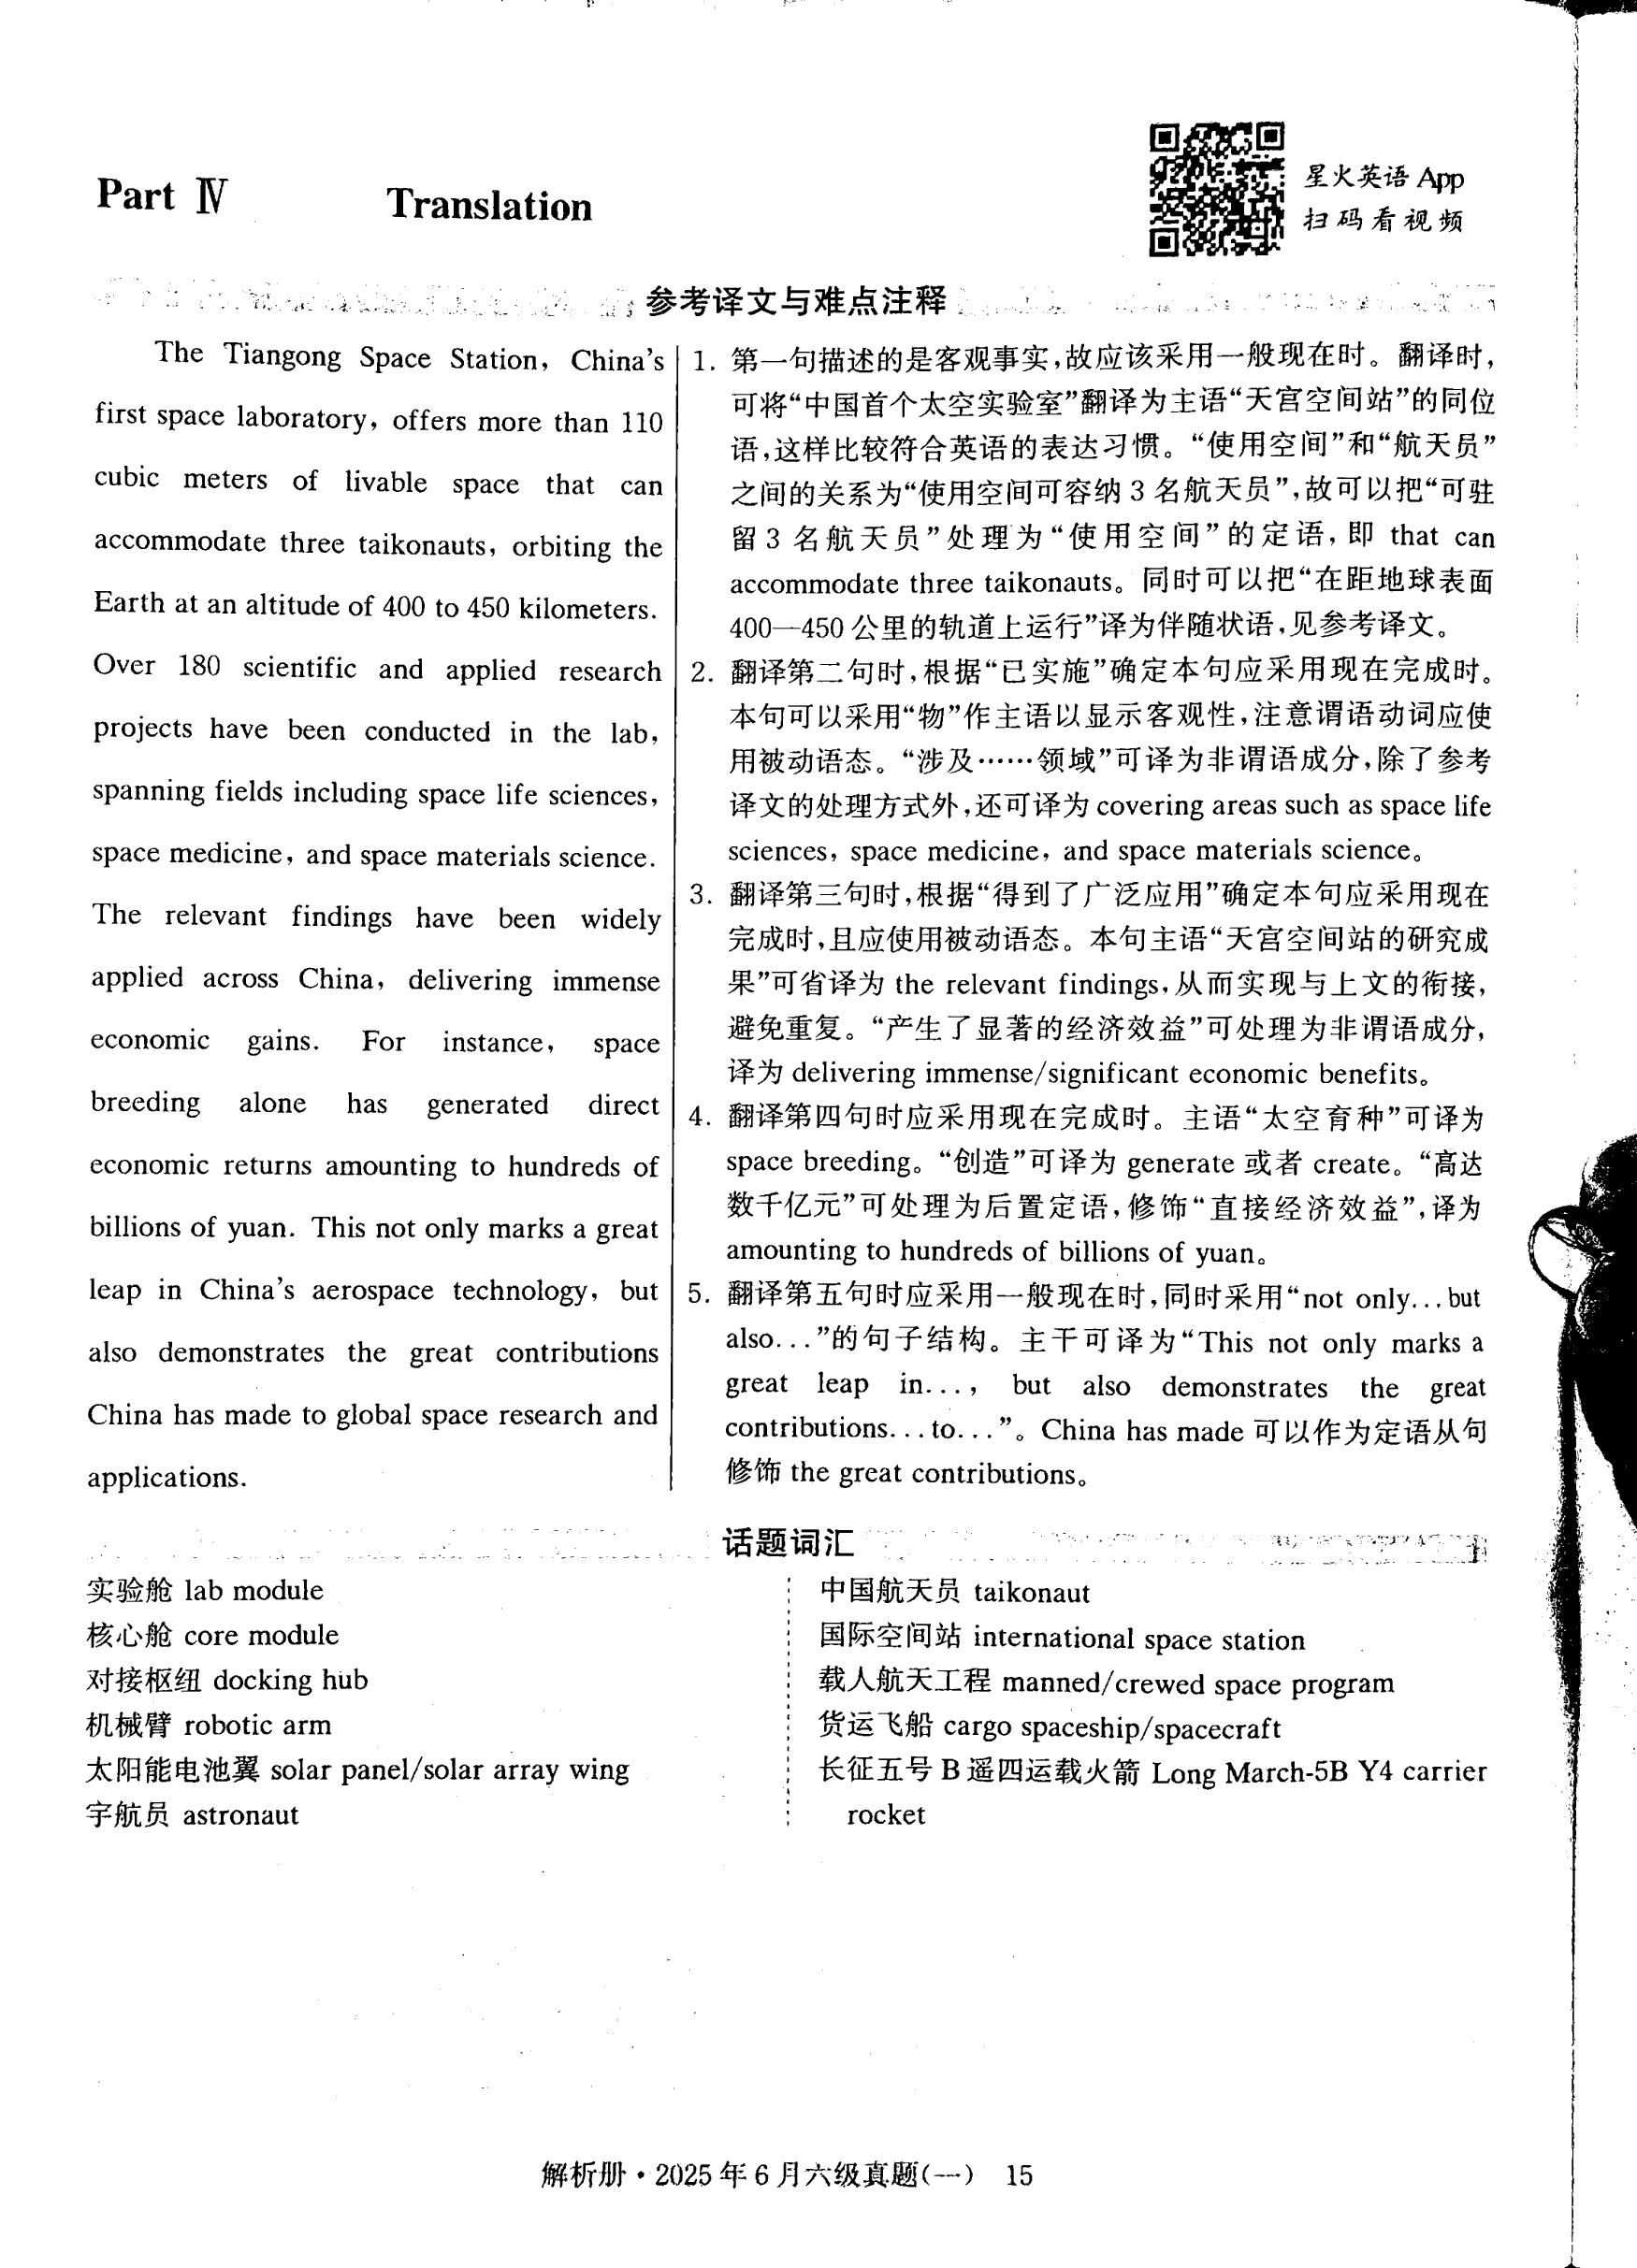 Part Ⅳ Translation
星火英语 App
扫码看视频
参考译文与难点注释
The Tiangong Space Station, China's
first space laboratory, offers more than 110
cubic meters of livable space that can
accommodate three taikonauts, orbiting the
Earth at an altitude of 400 to 450 kilometers.
Over 180 scientific and applied research
projects have been conducted in the lab,
spanning fields including space life sciences,
space medicine, and space materials science.
The relevant findings have been widely
applied across China, delivering immense
economic gains. For instance, space
breeding alone has generated direct
economic returns amounting to hundreds of
billions of yuan. This not only marks a great
leap in China's aerospace technology, but
also demonstrates the great contributions
China has made to global space research and
applications.
1. 第一句描述的是客观事实,故应该采用一般现在时。翻译时,
可将“中国首个太空实验室”翻译为主语“天宫空间站”的同位
语,这样比较符合英语的表达习惯。“使用空间”和“航天员”
之间的关系为“使用空间可容纳 3 名航天员”,故可以把“可驻
留 3 名航天员”处理为“使用空间”的定语,即 that can
accommodate three taikonauts。同时可以把“在距地球表面
400—450 公里的轨道上运行”译为伴随状语,见参考译文。
2. 翻译第二句时,根据“已实施”确定本句应采用现在完成时。
本句可以采用“物”作主语以显示客观性,注意谓语动词应使
用被动语态。“涉及……领域”可译为非谓语成分,除了参考
译文的处理方式外,还可译为 covering areas such as space life
sciences, space medicine, and space materials science。
3. 翻译第三句时,根据“得到了广泛应用”确定本句应采用现在
完成时,且应使用被动语态。本句主语“天宫空间站的研究成
果”可省译为 the relevant findings,从而实现与上文的衔接,
避免重复。“产生了显著的经济效益”可处理为非谓语成分,
译为 delivering immense/significant economic benefits。
4. 翻译第四句时应采用现在完成时。主语“太空育种”可译为
space breeding。“创造”可译为 generate 或者 create。“高达
数千亿元”可处理为后置定语,修饰“直接经济效益”,译为
amounting to hundreds of billions of yuan。
5. 翻译第五句时应采用一般现在时,同时采用“not only...but
also...”的句子结构。主干可译为“This not only marks a
great leap in..., but also demonstrates the great
contributions...to...”。China has made 可以作为定语从句
修饰 the great contributions。
话题词汇
实验舱 lab module
核心舱 core module
对接枢纽 docking hub
机械臂 robotic arm
太阳能电池翼 solar panel/solar array wing
宇航员 astronaut
中国航天员 taikonaut
国际空间站 international space station
载人航天工程 manned/crewed space program
货运飞船 cargo spaceship/spacecraft
长征五号 B 遥四运载火箭 Long March-5B Y4 carrier
rocket
解析册·2025 年 6 月六级真题(一) 15